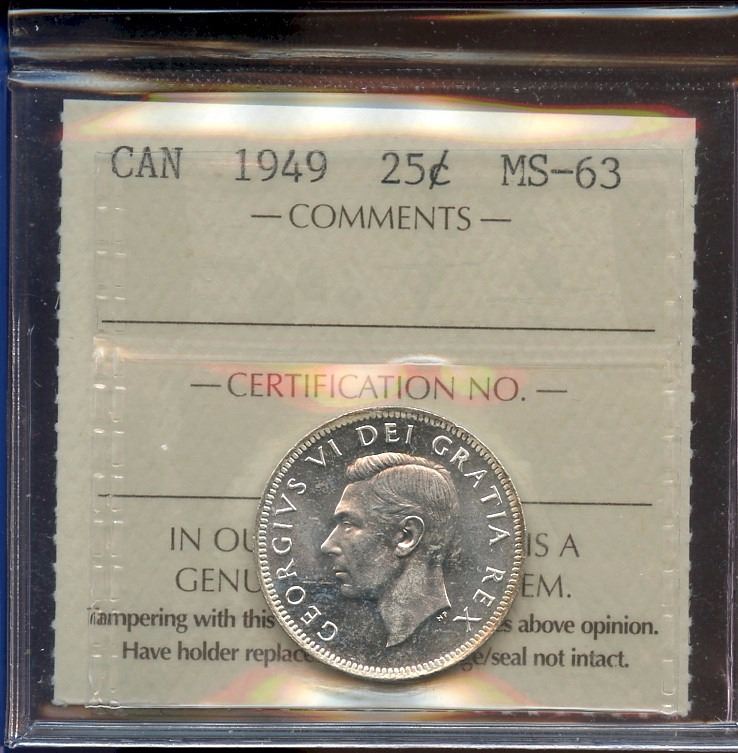 CAN 1949 25¢ MS-63
— COMMENTS —
— CERTIFICATION NO. —
GEORGIVS VI DEI GRATIA REX
HP
IN OU IS A
GENU EM.
Tampering with this s above opinion.
Have holder replace ge/seal not intact.